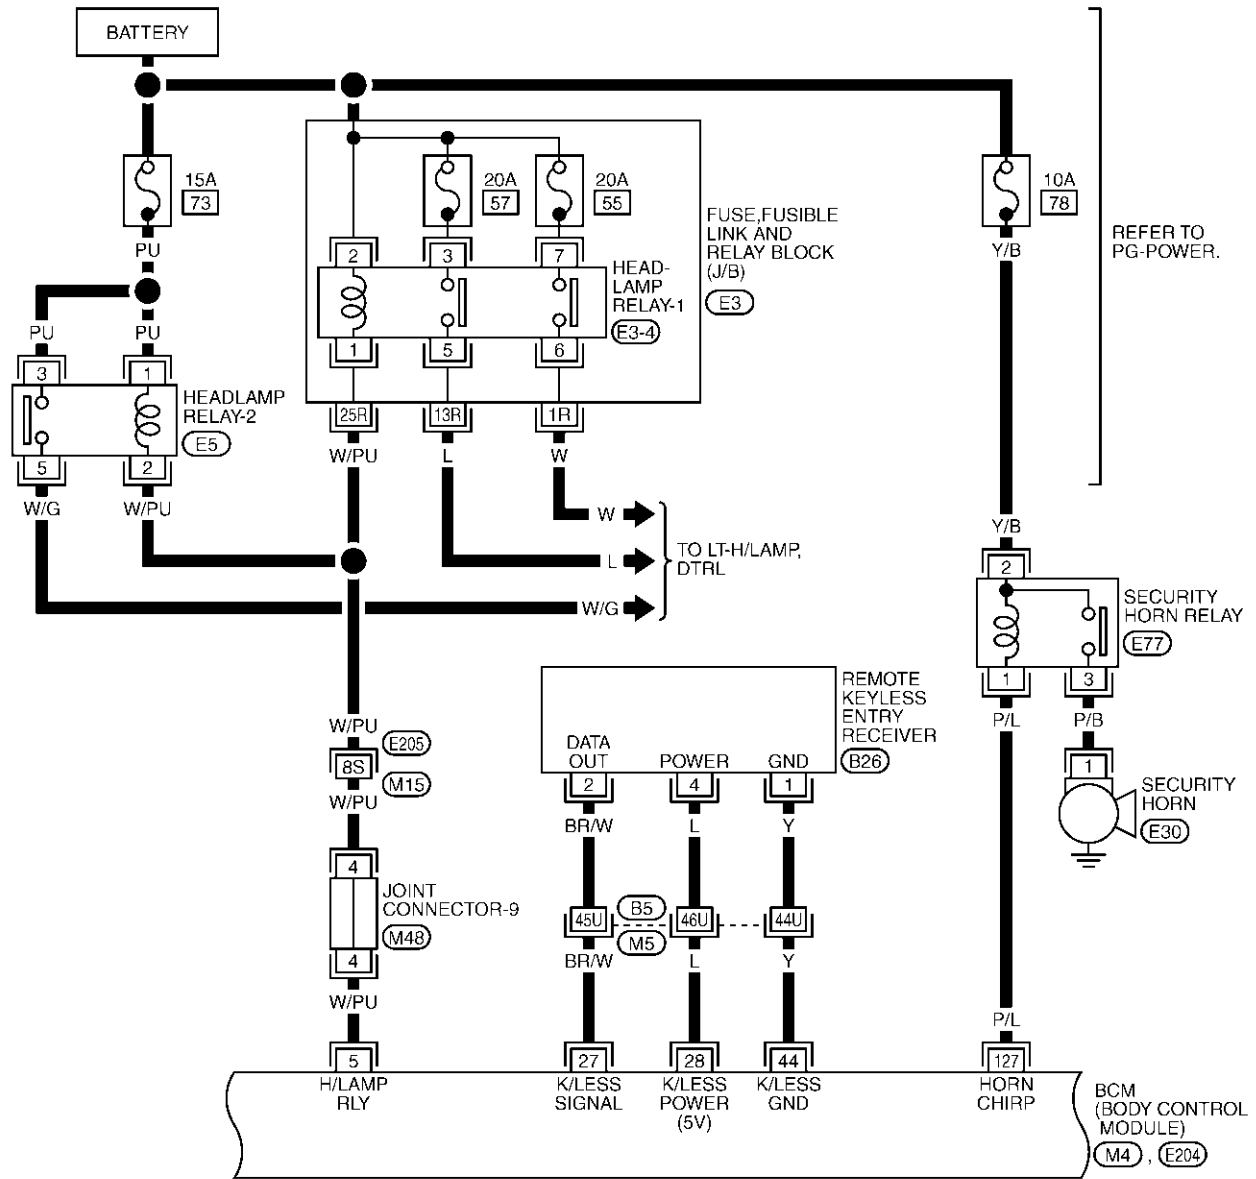 BATTERY
15A
73
20A
57
20A
55
10A
78
FUSE,FUSIBLE
LINK AND
RELAY BLOCK
(J/B)
E3
REFER TO
PG-POWER.
PU
Y/B
2
3
7
HEAD-
LAMP
RELAY-1
E3-4
PU
PU
1
5
6
3
1
HEADLAMP
RELAY-2
E5
25R
13R
1R
5
2
W/PU
L
W
W/G
W/PU
W
L
W/G
TO LT-H/LAMP,
DTRL
Y/B
2
SECURITY
HORN RELAY
E77
1
3
P/L
P/B
1
SECURITY
HORN
E30
REMOTE
KEYLESS
ENTRY
RECEIVER
B26
DATA
OUT
POWER
GND
2
4
1
W/PU
E205
8S
M15
W/PU
BR/W
L
Y
4
JOINT
CONNECTOR-9
M48
4
45U
B5
M5
46U
44U
BR/W
L
Y
W/PU
P/L
5
27
28
44
127
H/LAMP
RLY
K/LESS
SIGNAL
K/LESS
POWER
(5V)
K/LESS
GND
HORN
CHIRP
BCM
(BODY CONTROL
MODULE)
M4 , E204